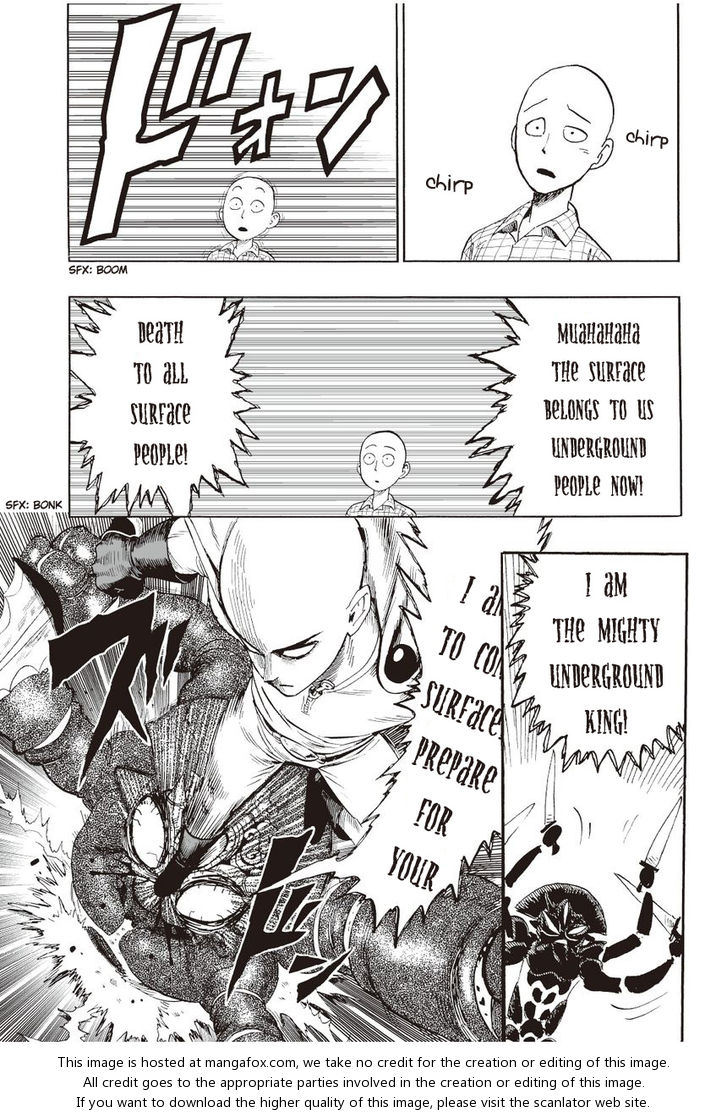 chirp
chirp
ドォン
SFX: BOOM
MUAHAHAHA
THE SURFACE
BELONGS TO US
UNDERGROUND
PEOPLE NOW!
DEATH
TO ALL
SURFACE
PEOPLE!
SFX: BONK
I AM
THE MIGHTY
UNDERGROUND
KING!
I
TO
SURFACE
PREPARE
FOR
YOUR
ズ
ドン
This image is hosted at mangafox.com, we take no credit for the creation or editing of this image.
All credit goes to the appropriate parties involved in the creation or editing of this image.
If you want to download the higher quality of this image, please visit the scanlator web site.